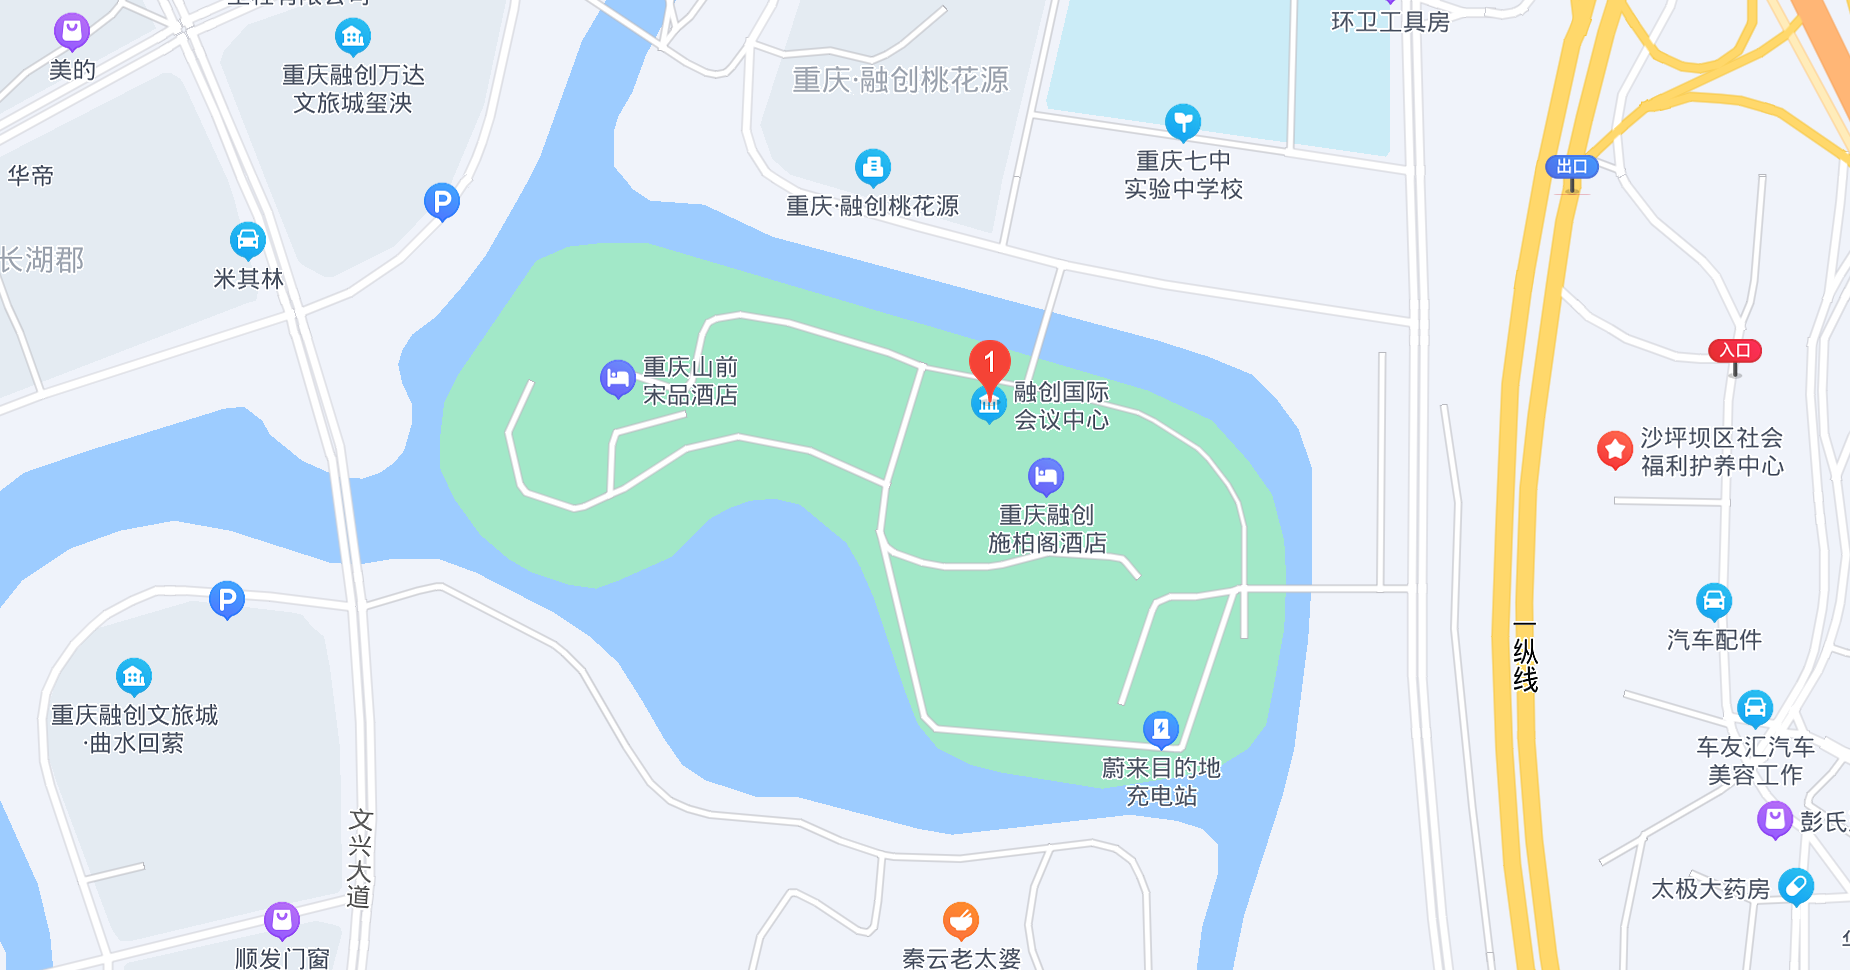 美的
重庆融创万达
文旅城玺泱
重庆·融创桃花源
环卫工具房
华帝
P
重庆·融创桃花源
重庆七中
实验中学校
出口
长湖郡
米其林
1
入口
重庆山前
宋品酒店
融创国际
会议中心
沙坪坝区社会
福利护养中心
重庆融创
施柏阁酒店
P
汽车配件
一纵线
重庆融创文旅城
·曲水回萦
车友汇汽车
美容工作
蔚来目的地
充电站
文兴大道
彭氏
太极大药房
顺发门窗
秦云老太婆